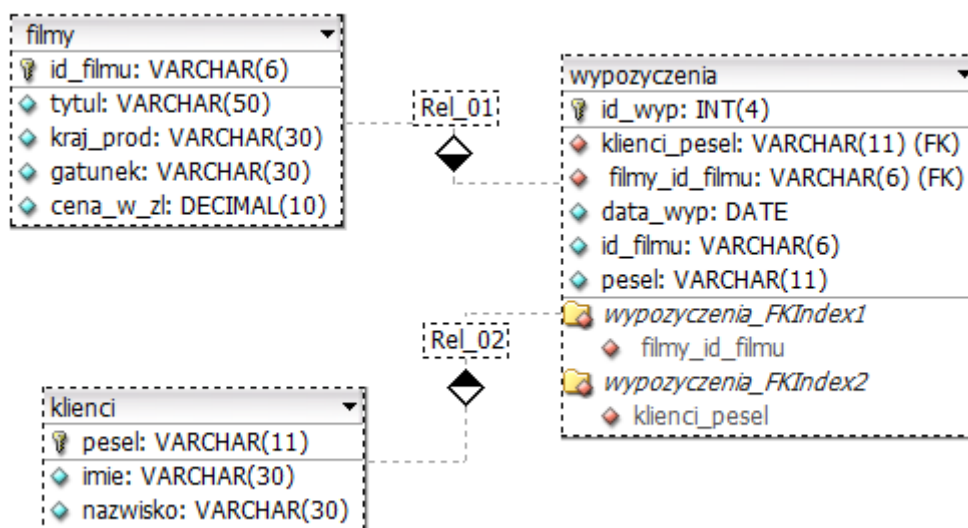 filmy
id_filmu: VARCHAR(6)
tytul: VARCHAR(50)
kraj_prod: VARCHAR(30)
gatunek: VARCHAR(30)
cena_w_zl: DECIMAL(10)
Rel_01
wypozyczenia
id_wyp: INT(4)
klienci_pesel: VARCHAR(11) (FK)
filmy_id_filmu: VARCHAR(6) (FK)
data_wyp: DATE
id_filmu: VARCHAR(6)
pesel: VARCHAR(11)
wypozyczenia_FKIndex1
filmy_id_filmu
wypozyczenia_FKIndex2
klienci_pesel
Rel_02
klienci
pesel: VARCHAR(11)
imie: VARCHAR(30)
nazwisko: VARCHAR(30)